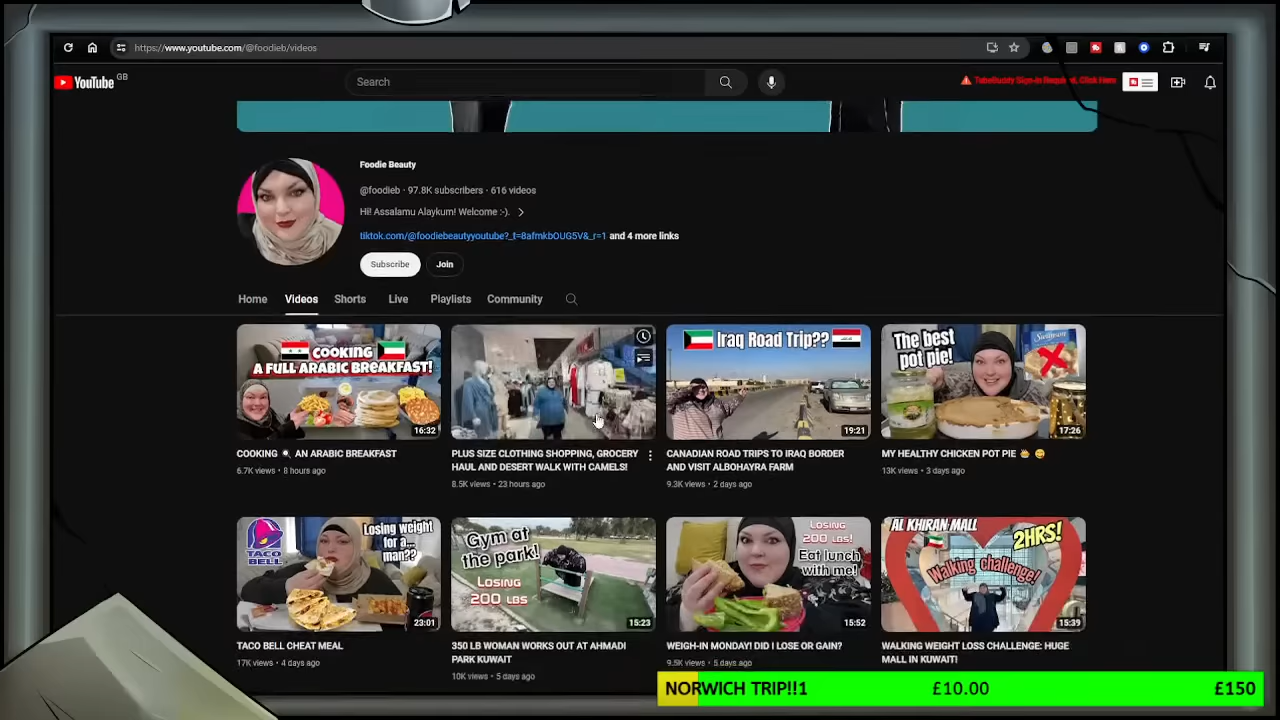 https://www.youtube.com/@foodieb/videos
YouTube GB
Search
TubeBuddy Sign-in Required, Click Here
Foodie Beauty
@foodieb · 97.8K subscribers · 616 videos
Hi! Assalamu Alaykum! Welcome :-).
tiktok.com/@foodiebeautyyoutube?_t=8afmkbOUG5V&_r=1 and 4 more links
Subscribe
Join
Home
Videos
Shorts
Live
Playlists
Community
COOKING
A FULL ARABIC BREAKFAST!
16:32
Iraq Road Trip??
19:21
The best
pot pie!
17:26
COOKING 🍳 AN ARABIC BREAKFAST
6.7K views · 8 hours ago
PLUS SIZE CLOTHING SHOPPING, GROCERY
HAUL AND DESERT WALK WITH CAMELS!
8.5K views · 23 hours ago
CANADIAN ROAD TRIPS TO IRAQ BORDER
AND VISIT ALBOHAYRA FARM
9.3K views · 2 days ago
MY HEALTHY CHICKEN POT PIE
13K views · 3 days ago
TACO
BELL
Losing weight
for a...
man??
23:01
Gym at
the park!
LOSING
200 LBS
15:23
LOSING
200 LBS!
Eat lunch
with me!
15:52
AL KHIRAN MALL
2HRS!
Walking challenge!
15:39
TACO BELL CHEAT MEAL
17K views · 4 days ago
350 LB WOMAN WORKS OUT AT AHMADI
PARK KUWAIT
10K views · 5 days ago
WEIGH-IN MONDAY! DID I LOSE OR GAIN?
9.5K views · 5 days ago
WALKING WEIGHT LOSS CHALLENGE: HUGE
MALL IN KUWAIT!
NORWICH TRIP!!1
£10.00
£150